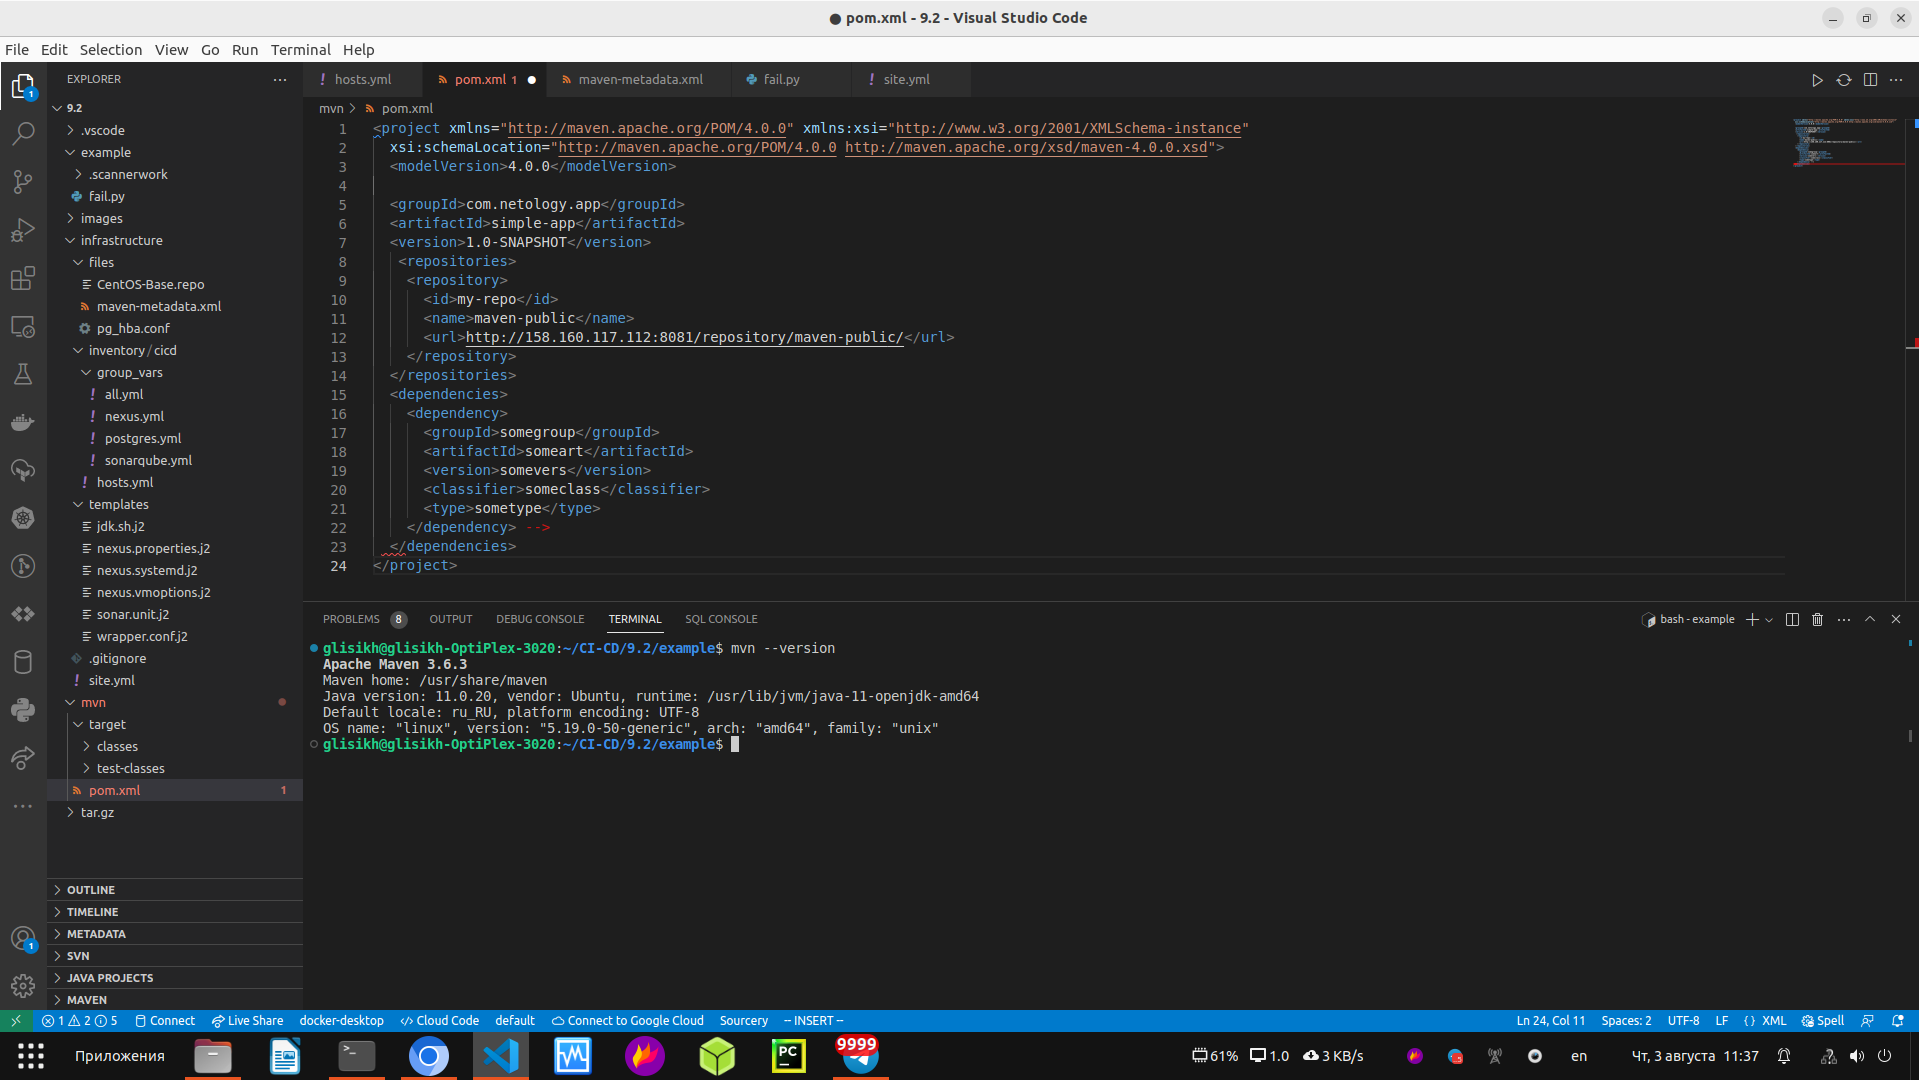 pom.xml - 9.2 - Visual Studio Code
File Edit Selection View Go Run Terminal Help
EXPLORER
hosts.yml
pom.xml 1
maven-metadata.xml
fail.py
site.yml
9.2
.vscode
example
.scannerwork
fail.py
images
infrastructure
files
CentOS-Base.repo
maven-metadata.xml
pg_hba.conf
inventory / cicd
group_vars
all.yml
nexus.yml
postgres.yml
sonarqube.yml
hosts.yml
templates
jdk.sh.j2
nexus.properties.j2
nexus.systemd.j2
nexus.vmoptions.j2
sonar.unit.j2
wrapper.conf.j2
.gitignore
site.yml
mvn
target
classes
test-classes
pom.xml 1
tar.gz
OUTLINE
TIMELINE
METADATA
SVN
JAVA PROJECTS
MAVEN
mvn > pom.xml
1 <project xmlns="http://maven.apache.org/POM/4.0.0" xmlns:xsi="http://www.w3.org/2001/XMLSchema-instance"
2 xsi:schemaLocation="http://maven.apache.org/POM/4.0.0 http://maven.apache.org/xsd/maven-4.0.0.xsd">
3 <modelVersion>4.0.0</modelVersion>
4
5 <groupId>com.netology.app</groupId>
6 <artifactId>simple-app</artifactId>
7 <version>1.0-SNAPSHOT</version>
8 <repositories>
9 <repository>
10 <id>my-repo</id>
11 <name>maven-public</name>
12 <url>http://158.160.117.112:8081/repository/maven-public/</url>
13 </repository>
14 </repositories>
15 <dependencies>
16 <dependency>
17 <groupId>somegroup</groupId>
18 <artifactId>someart</artifactId>
19 <version>somevers</version>
20 <classifier>someclass</classifier>
21 <type>sometype</type>
22 </dependency> -->
23 </dependencies>
24 </project>
PROBLEMS 8 OUTPUT DEBUG CONSOLE TERMINAL SQL CONSOLE
bash - example
glisikh@glisikh-OptiPlex-3020:~/CI-CD/9.2/example$ mvn --version
Apache Maven 3.6.3
Maven home: /usr/share/maven
Java version: 11.0.20, vendor: Ubuntu, runtime: /usr/lib/jvm/java-11-openjdk-amd64
Default locale: ru_RU, platform encoding: UTF-8
OS name: "linux", version: "5.19.0-50-generic", arch: "amd64", family: "unix"
glisikh@glisikh-OptiPlex-3020:~/CI-CD/9.2/example$
1 2 5 Connect Live Share docker-desktop Cloud Code default Connect to Google Cloud Sourcery -- INSERT --
Ln 24, Col 11 Spaces: 2 UTF-8 LF XML Spell
Приложения
PC
9999
61% 1.0 3 KB/s
en
Чт, 3 августа 11:37